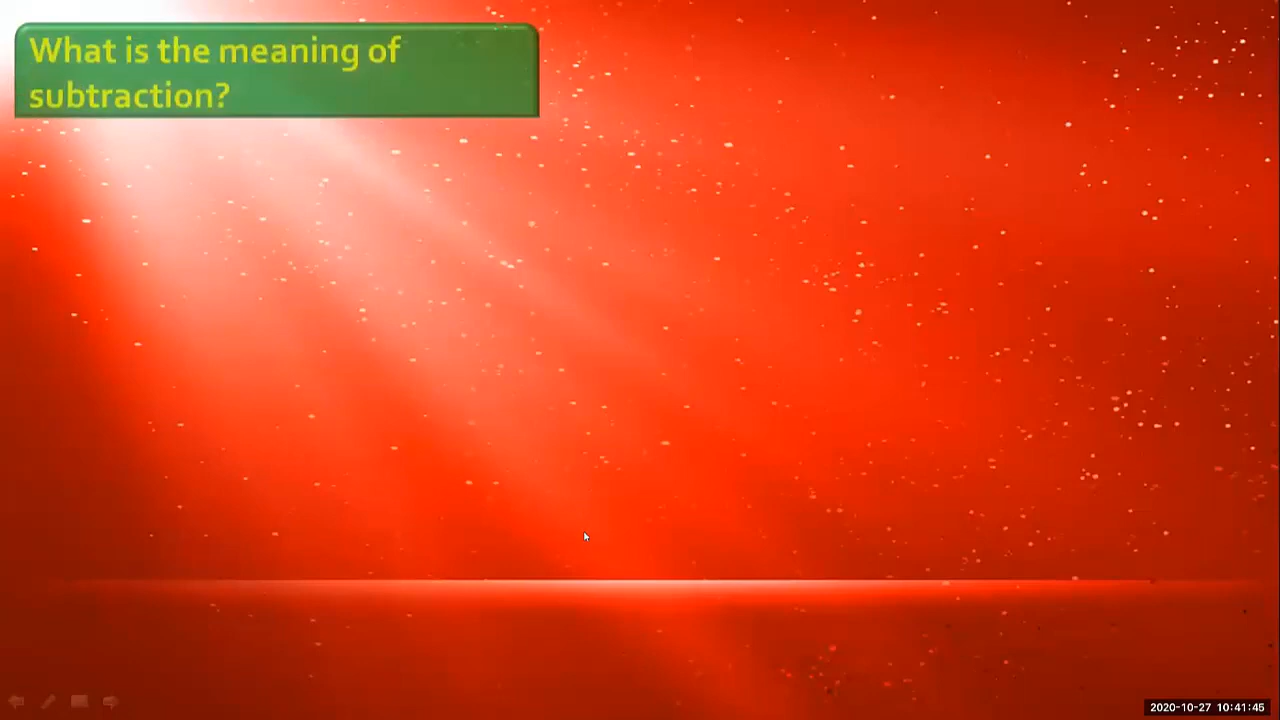 What is the meaning of
subtraction?
2020-10-27 10:41:45